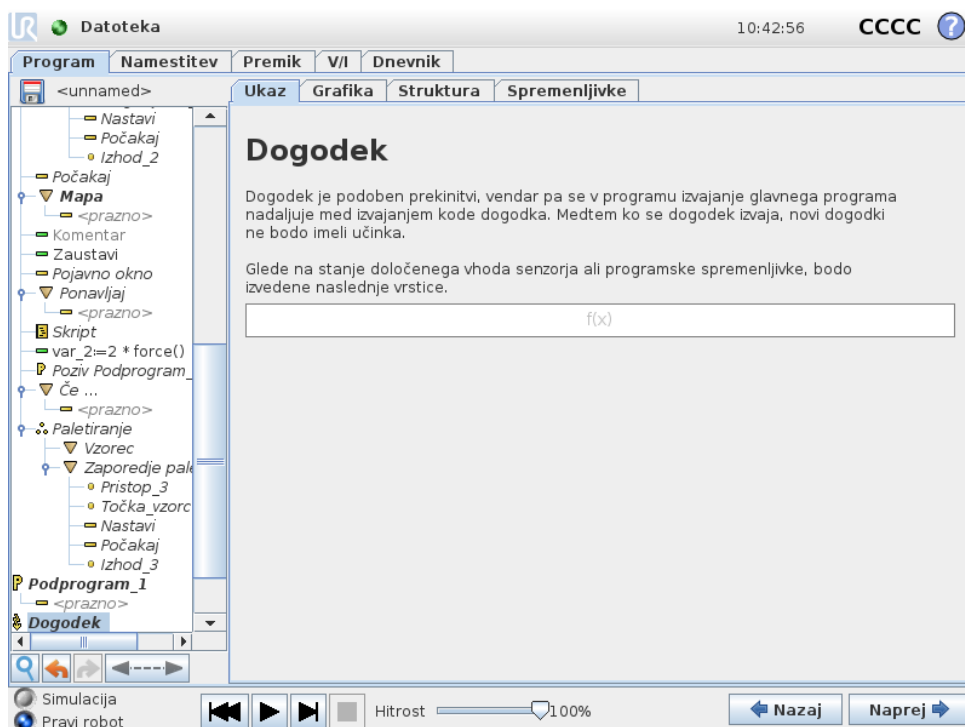 UR Datoteka 10:42:56 CCCC ?
Program Namestitev Premik V/I Dnevnik
<unnamed>
Ukaz Grafika Struktura Spremenljivke
Nastavi
Počakaj
Izhod_2
Počakaj
Mapa
<prazno>
Komentar
Zaustavi
Pojavno okno
Ponavljaj
<prazno>
Skript
var_2:=2 * force()
Poziv Podprogram_
Če ...
<prazno>
Paletiranje
Vzorec
Zaporedje pale
Pristop_3
Točka_vzorc
Nastavi
Počakaj
Izhod_3
Podprogram_1
<prazno>
Dogodek
Dogodek
Dogodek je podoben prekinitvi, vendar pa se v programu izvajanje glavnega programa
nadaljuje med izvajanjem kode dogodka. Medtem ko se dogodek izvaja, novi dogodki
ne bodo imeli učinka.
Glede na stanje določenega vhoda senzorja ali programske spremenljivke, bodo
izvedene naslednje vrstice.
f(x)
Simulacija
Pravi robot
Hitrost 100%
Nazaj Naprej